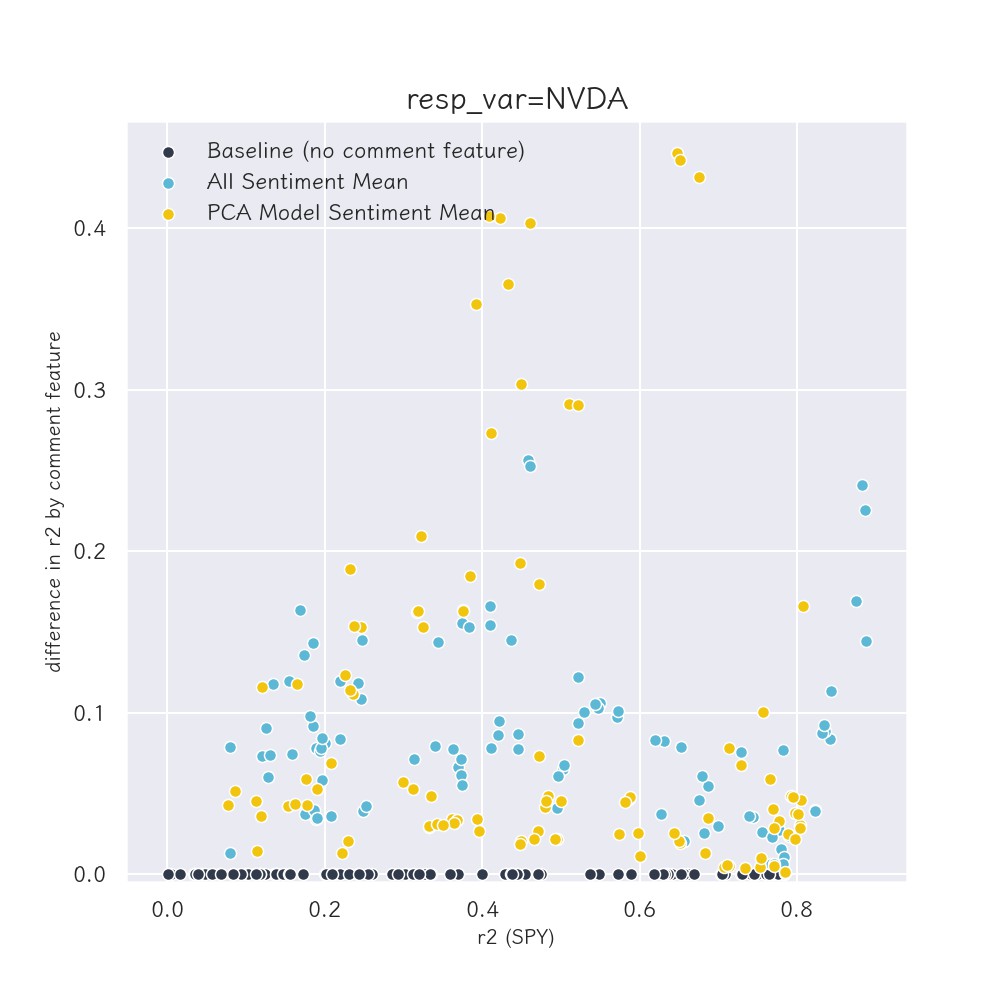 resp_var=NVDA
Baseline (no comment feature)
All Sentiment Mean
PCA Model Sentiment Mean
difference in r2 by comment feature
0.4
0.3
0.2
0.1
0.0
0.0 0.2 0.4 0.6 0.8
r2 (SPY)